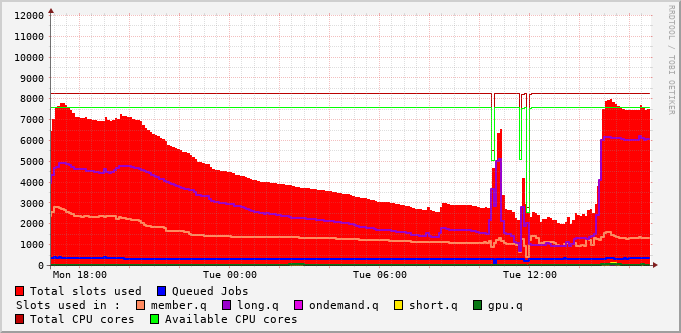 12000
11000
10000
9000
8000
7000
6000
5000
4000
3000
2000
1000
0
Mon 18:00 Tue 00:00 Tue 06:00 Tue 12:00
Total slots used Queued Jobs
Slots used in : member.q long.q ondemand.q short.q gpu.q
Total CPU cores Available CPU cores
RRDTOOL / TOBI OETIKER